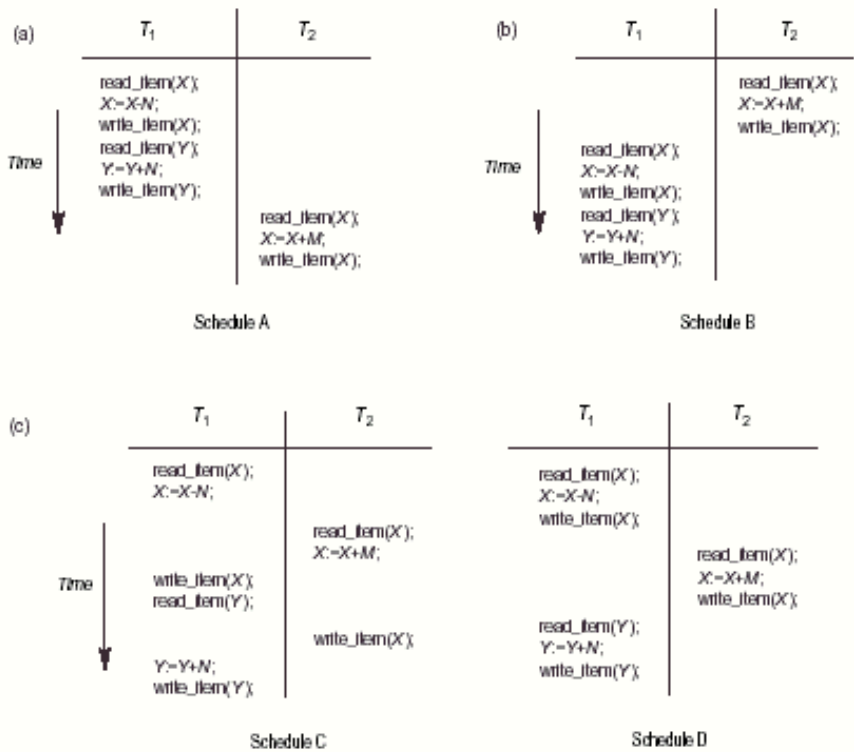 (a)
T1 T2
read_item(X);
X:=X-N;
write_item(X);
read_item(Y);
Time
Y:=Y+N;
write_item(Y);
read_item(X);
X:=X+M;
write_item(X);
Schedule A
(b)
T1 T2
read_item(X);
X:=X+M;
write_item(X);
read_item(X);
Time
X:=X-N;
write_item(X);
read_item(Y);
Y:=Y+N;
write_item(Y);
Schedule B
(c)
T1 T2
read_item(X);
X:=X-N;
read_item(X);
X:=X+M;
Time
write_item(X);
read_item(Y);
write_item(X);
Y:=Y+N;
write_item(Y);
Schedule C
T1 T2
read_item(X);
X:=X-N;
write_item(X);
read_item(X);
X:=X+M;
write_item(X);
read_item(Y);
Y:=Y+N;
write_item(Y);
Schedule D